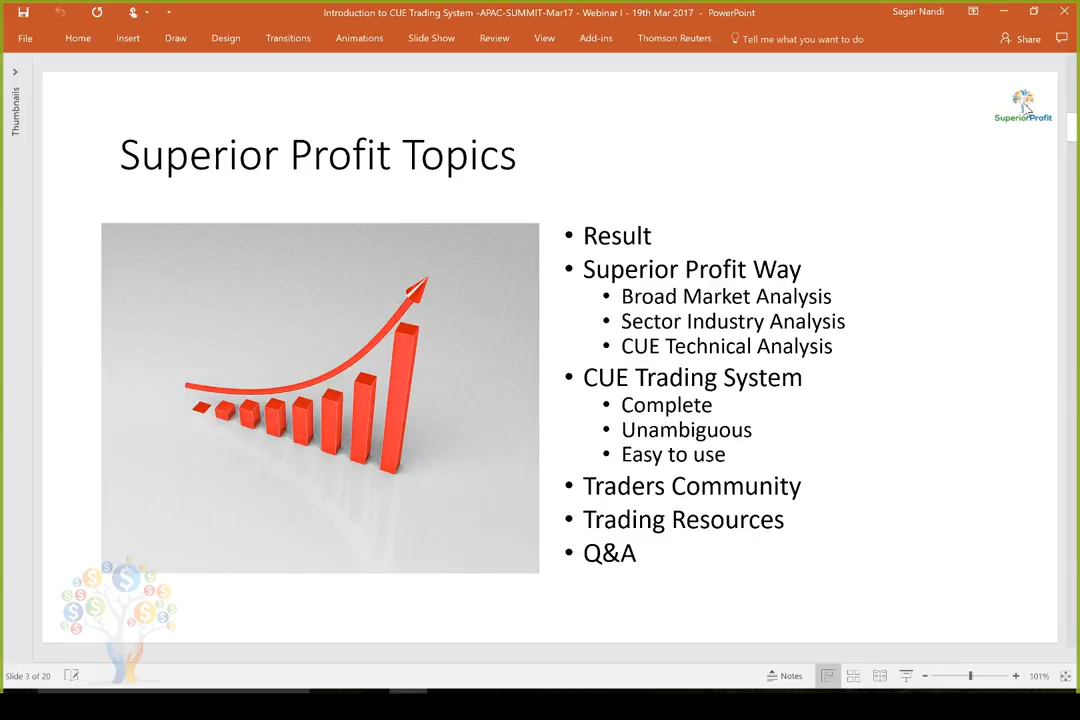 Introduction to CUE Trading System -APAC-SUMMIT-Mar17 - Webinar I - 19th Mar 2017 - PowerPoint
Sagar Nandi
File Home Insert Draw Design Transitions Animations Slide Show Review View Add-ins Thomson Reuters Tell me what you want to do Share
Thumbnails
SuperiorProfit
Superior Profit Topics
• Result
• Superior Profit Way
• Broad Market Analysis
• Sector Industry Analysis
• CUE Technical Analysis
• CUE Trading System
• Complete
• Unambiguous
• Easy to use
• Traders Community
• Trading Resources
• Q&A
Slide 3 of 20
Notes
101%